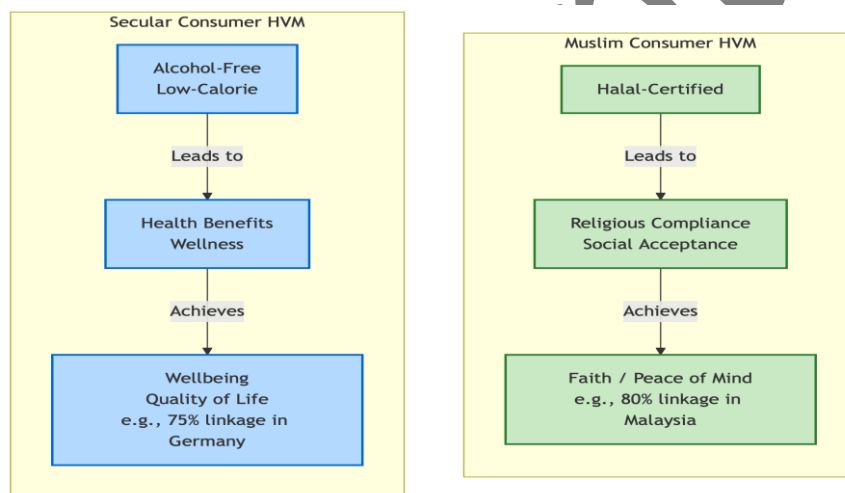 Secular Consumer HVM
Alcohol-Free
Low-Calorie
Leads to
Health Benefits
Wellness
Achieves
Wellbeing
Quality of Life
e.g., 75% linkage in
Germany
Muslim Consumer HVM
Halal-Certified
Leads to
Religious Compliance
Social Acceptance
Achieves
Faith / Peace of Mind
e.g., 80% linkage in
Malaysia